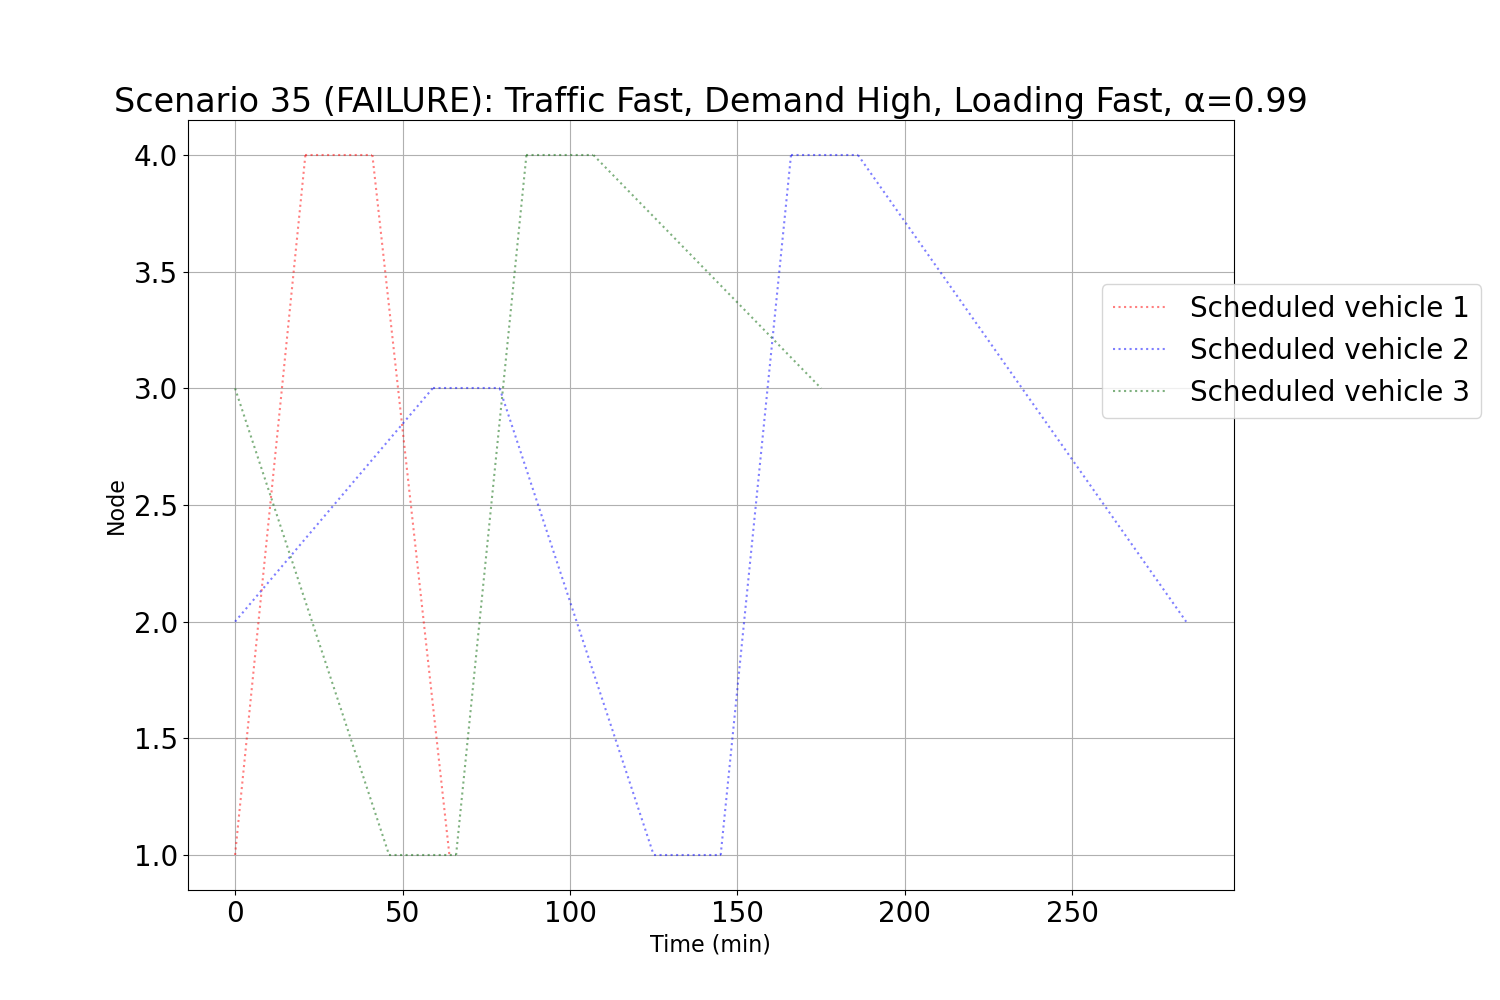 Scenario 35 (FAILURE): Traffic Fast, Demand High, Loading Fast, α=0.99
4.0
3.5
3.0
2.5
2.0
1.5
1.0
Node
0 50 100 150 200 250
Time (min)
Scheduled vehicle 1
Scheduled vehicle 2
Scheduled vehicle 3